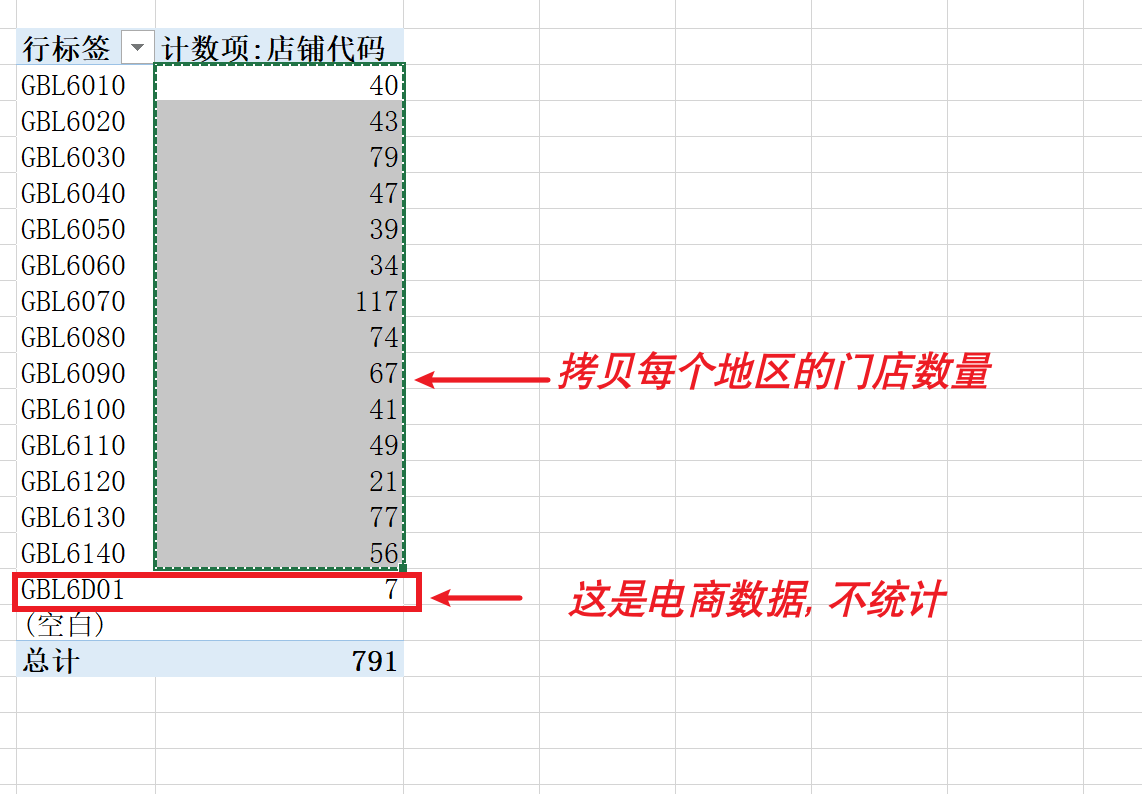 行标签 计数项:店铺代码
GBL6010 40
GBL6020 43
GBL6030 79
GBL6040 47
GBL6050 39
GBL6060 34
GBL6070 117
GBL6080 74
GBL6090 67
拷贝每个地区的门店数量
GBL6100 41
GBL6110 49
GBL6120 21
GBL6130 77
GBL6140 56
GBL6D01 7
这是电商数据, 不统计
(空白)
总计 791